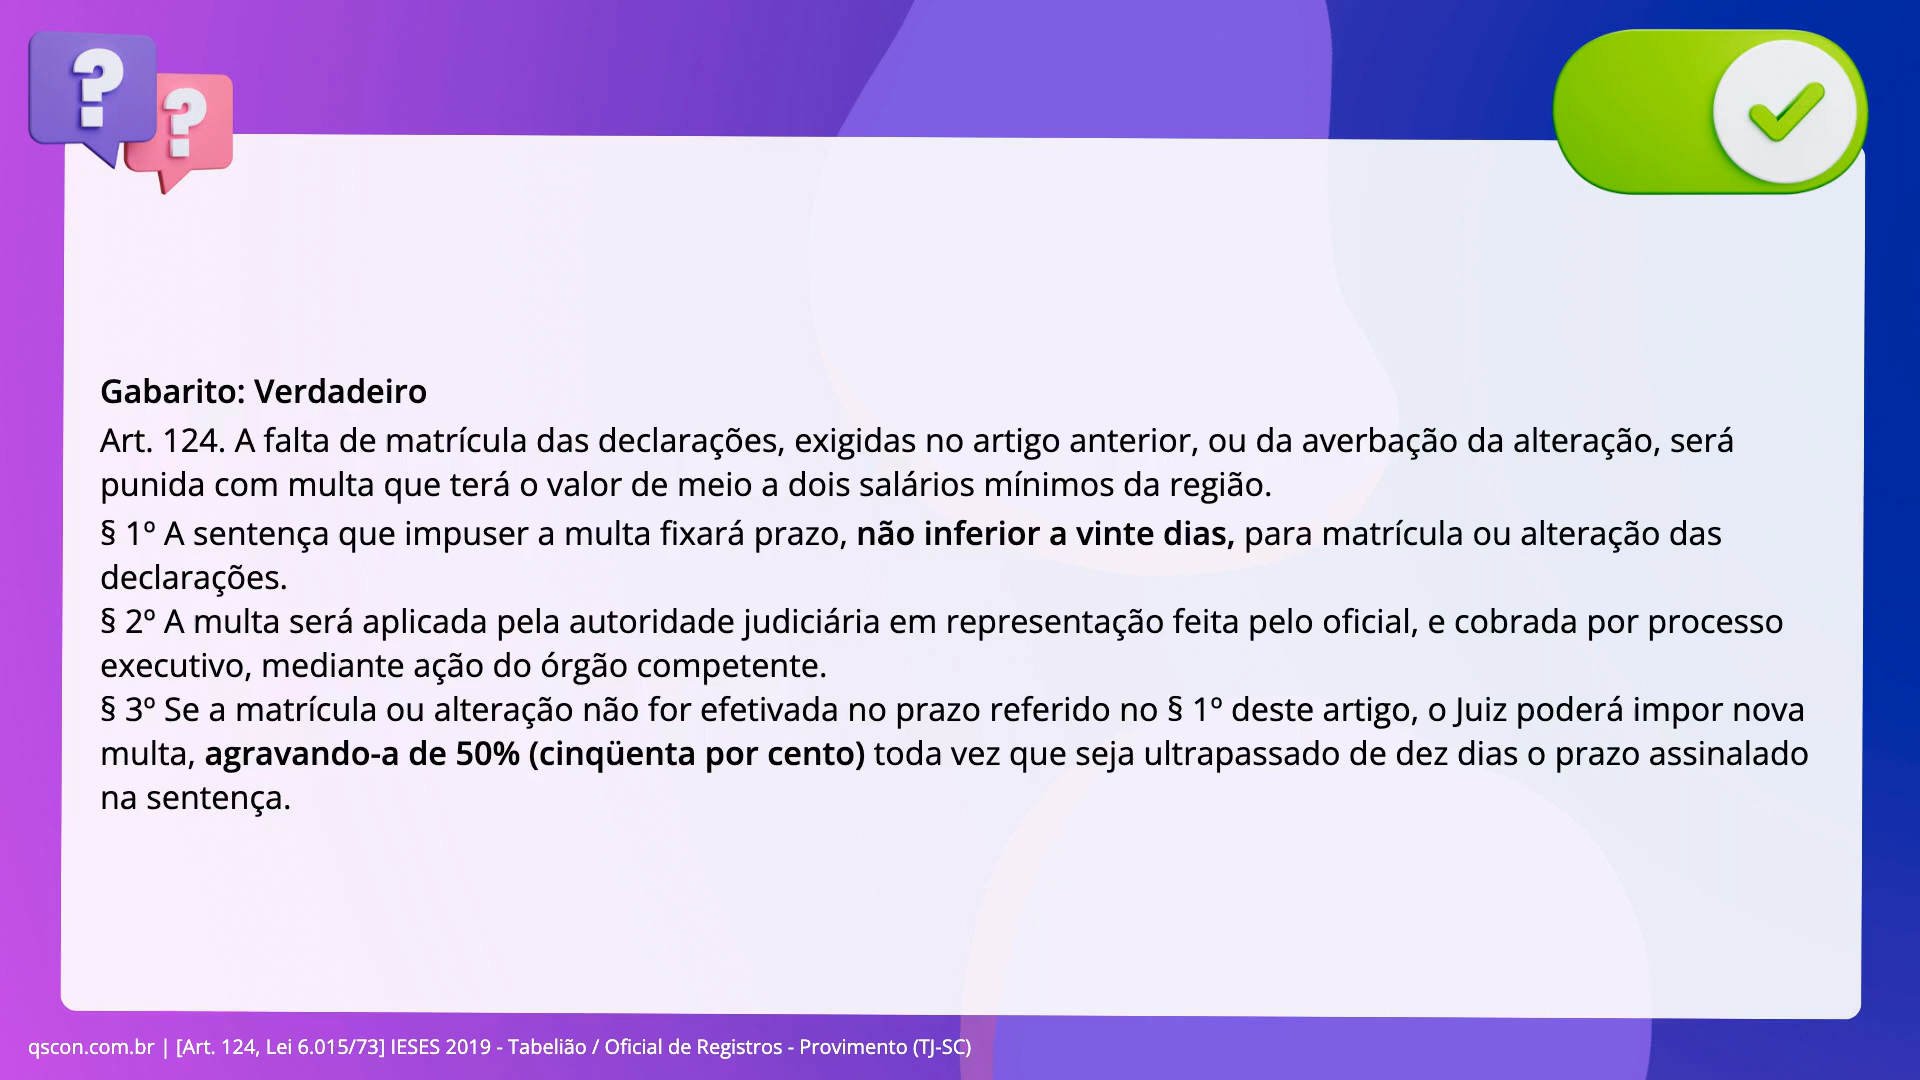 Gabarito: Verdadeiro
Art. 124. A falta de matrícula das declarações, exigidas no artigo anterior, ou da averbação da alteração, será
punida com multa que terá o valor de meio a dois salários mínimos da região.
§ 1º A sentença que impuser a multa fixará prazo, não inferior a vinte dias, para matrícula ou alteração das
declarações.
§ 2º A multa será aplicada pela autoridade judiciária em representação feita pelo oficial, e cobrada por processo
executivo, mediante ação do órgão competente.
§ 3º Se a matrícula ou alteração não for efetivada no prazo referido no § 1º deste artigo, o Juiz poderá impor nova
multa, agravando-a de 50% (cinqüenta por cento) toda vez que seja ultrapassado de dez dias o prazo assinalado
na sentença.
qscon.com.br | [Art. 124, Lei 6.015/73] IESES 2019 - Tabelião / Oficial de Registros - Provimento (TJ-SC)